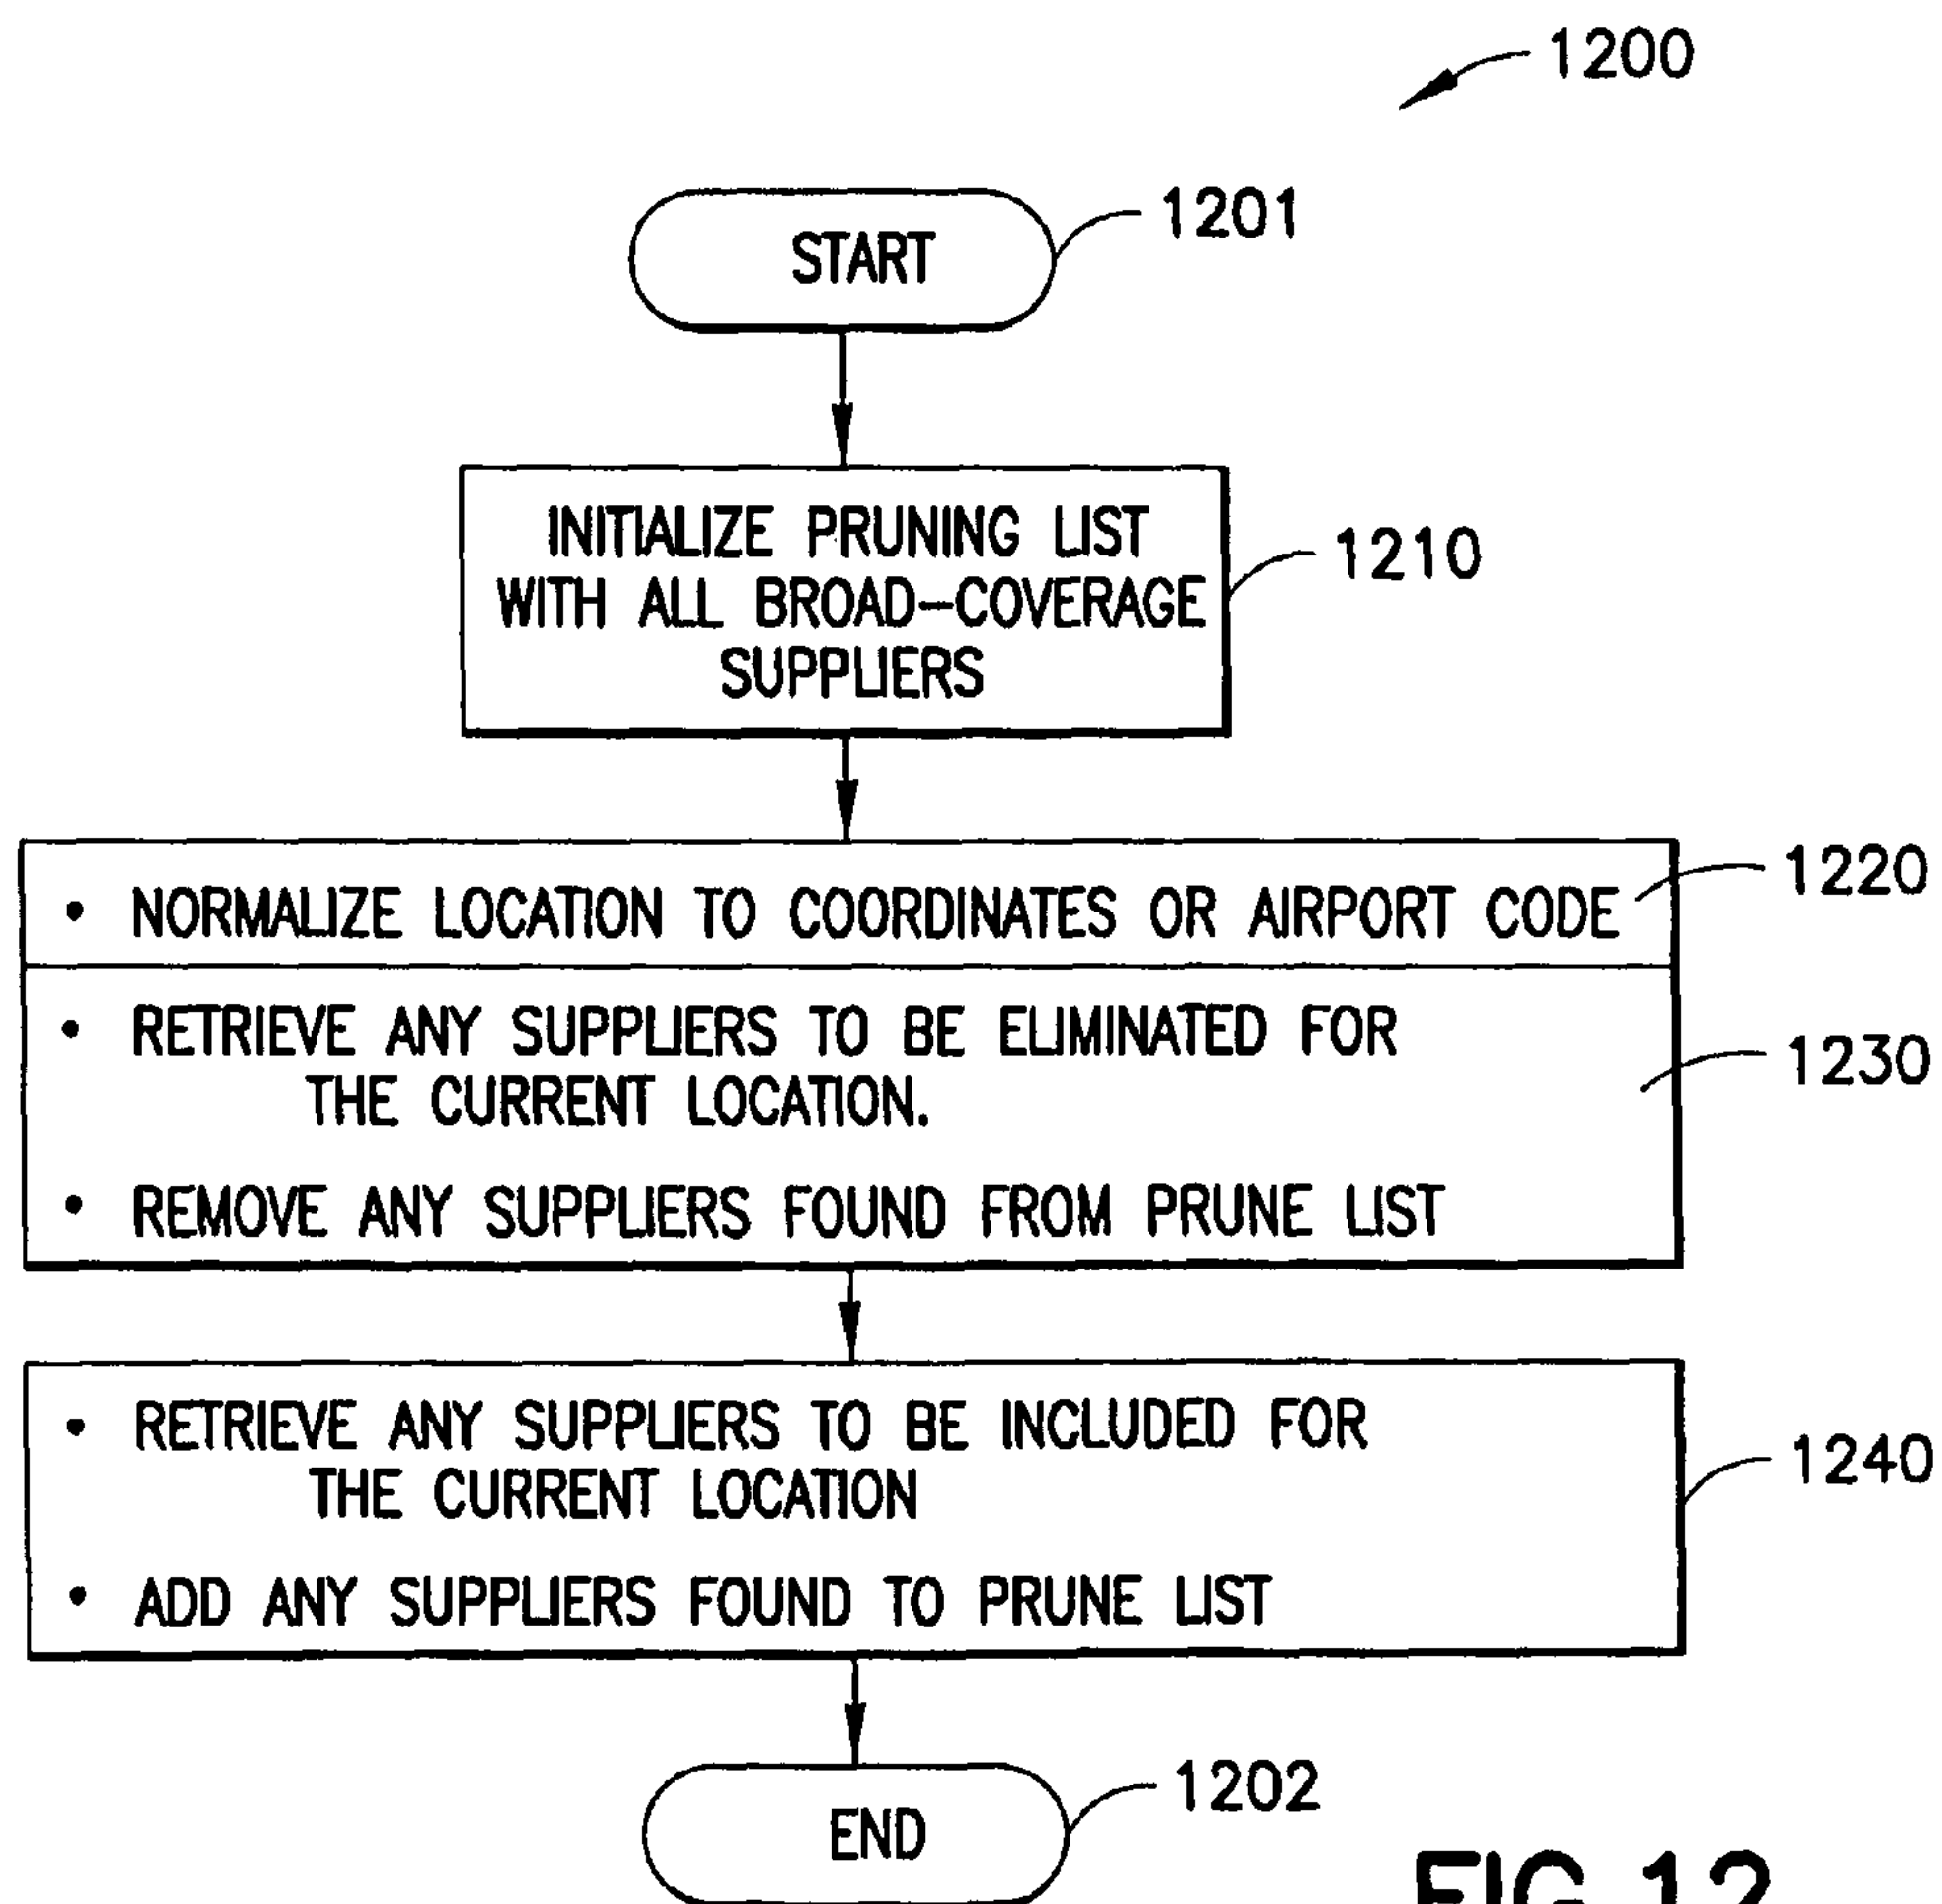 1200
START
1201
INITIALIZE PRUNING LIST
WITH ALL BROAD-COVERAGE
SUPPLIERS
1210
• NORMALIZE LOCATION TO COORDINATES OR AIRPORT CODE
1220
• RETRIEVE ANY SUPPLIERS TO BE ELIMINATED FOR
THE CURRENT LOCATION.
1230
• REMOVE ANY SUPPLIERS FOUND FROM PRUNE LIST
• RETRIEVE ANY SUPPLIERS TO BE INCLUDED FOR
THE CURRENT LOCATION
1240
• ADD ANY SUPPLIERS FOUND TO PRUNE LIST
END
1202
FIG.12